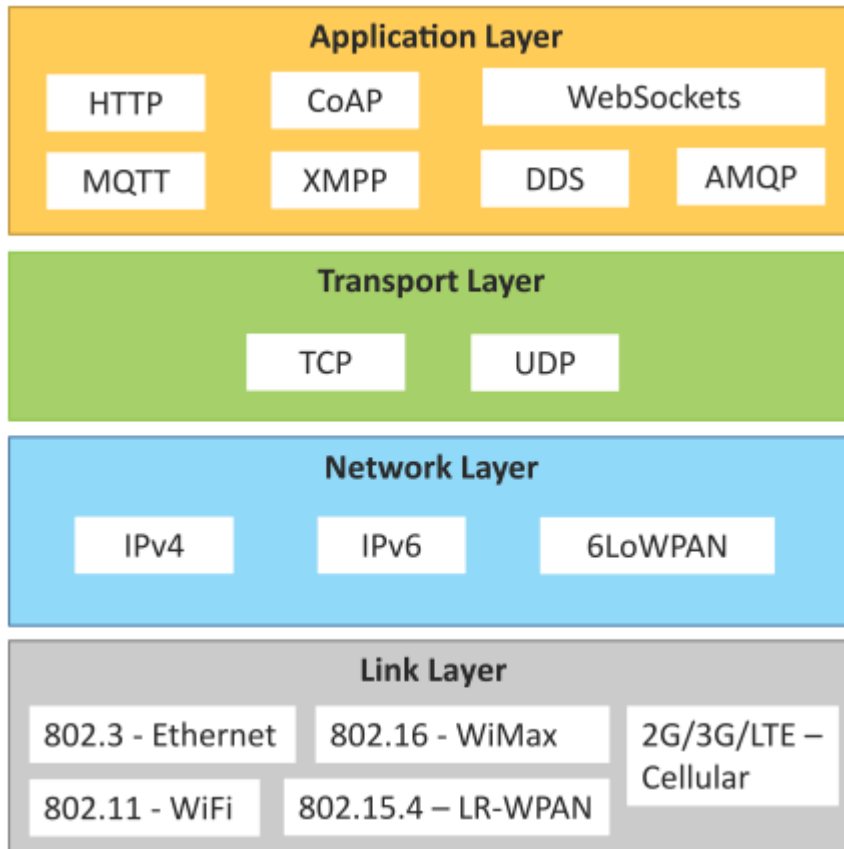 Application Layer
HTTP
CoAP
WebSockets
MQTT
XMPP
DDS
AMQP
Transport Layer
TCP
UDP
Network Layer
IPv4
IPv6
6LoWPAN
Link Layer
802.3 - Ethernet
802.16 - WiMax
2G/3G/LTE –
Cellular
802.11 - WiFi
802.15.4 – LR-WPAN